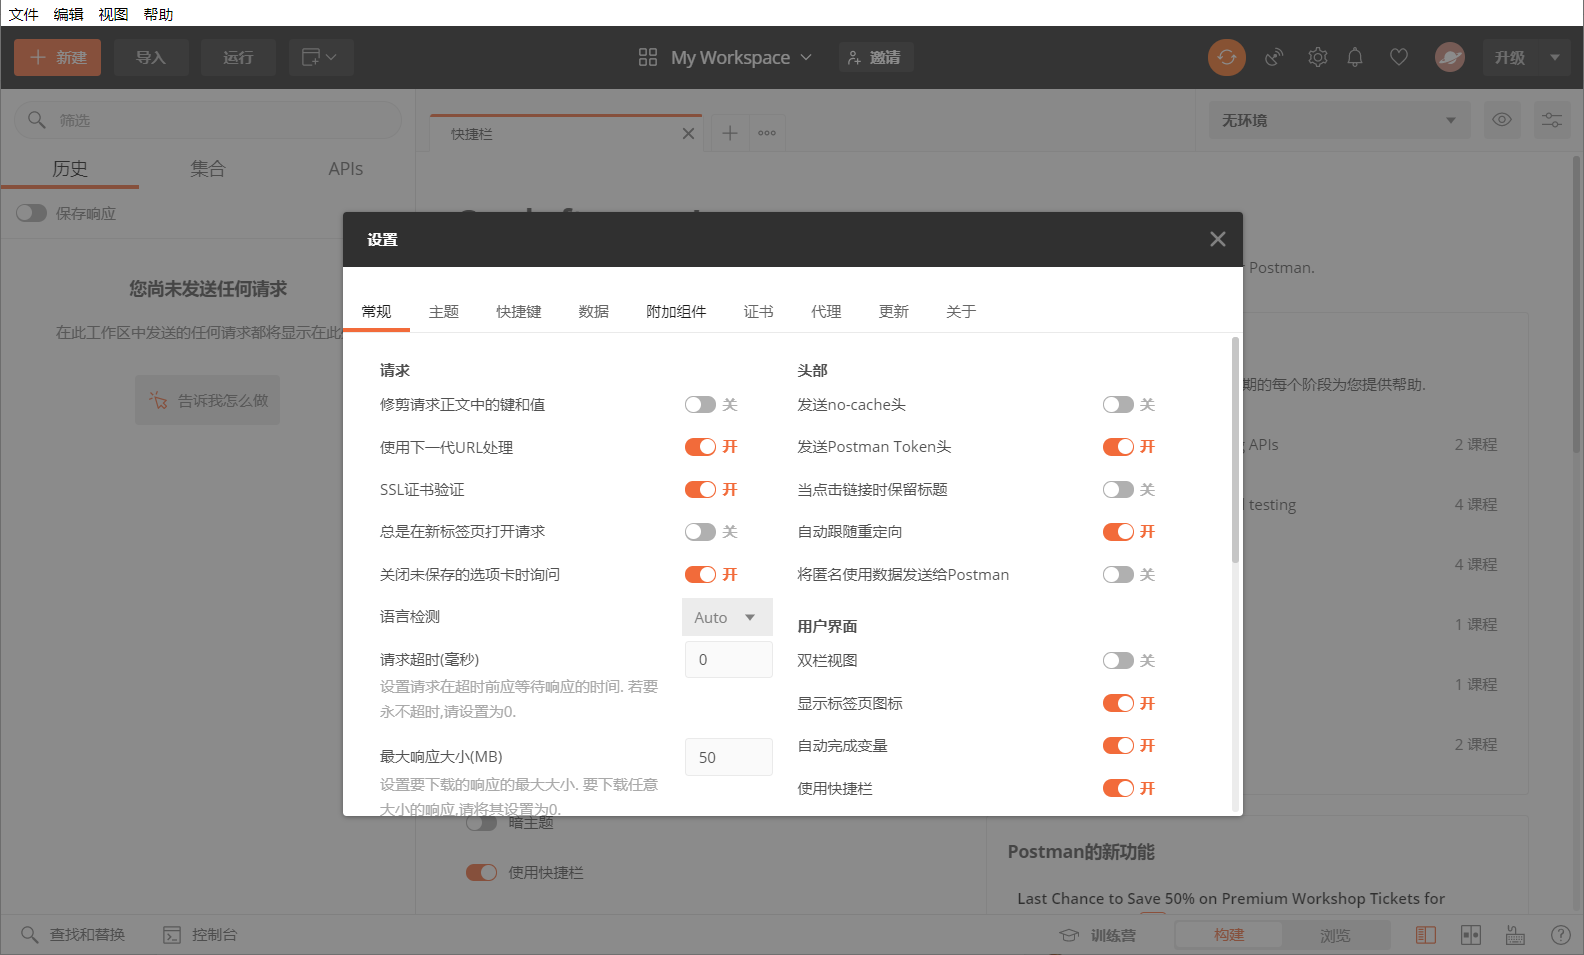 文件 编辑 视图 帮助
新建 导入 运行 My Workspace 邀请 升级
筛选
快捷栏
无环境
历史 集合 APIs
保存响应
您尚未发送任何请求
在此工作区中发送的任何请求都将显示在此
告诉我怎么做
Postman.
期的每个阶段为您提供帮助.
APIs 2 课程
testing 4 课程
4 课程
1 课程
1 课程
2 课程
设置
常规 主题 快捷键 数据 附加组件 证书 代理 更新 关于
请求
修剪请求正文中的键和值 关
使用下一代URL处理 开
SSL证书验证 开
总是在新标签页打开请求 关
关闭未保存的选项卡时询问 开
语言检测 Auto
请求超时(毫秒) 0
设置请求在超时前应等待响应的时间. 若要
永不超时,请设置为0.
最大响应大小(MB) 50
设置要下载的响应的最大大小. 要下载任意
大小的响应,请将其设置为0.
头部
发送no-cache头 关
发送Postman Token头 开
当点击链接时保留标题 关
自动跟随重定向 开
将匿名使用数据发送给Postman 关
用户界面
双栏视图 关
显示标签页图标 开
自动完成变量 开
使用快捷栏 开
暗主题
使用快捷栏
Postman的新功能
Last Chance to Save 50% on Premium Workshop Tickets for
查找和替换 控制台 训练营 构建 浏览